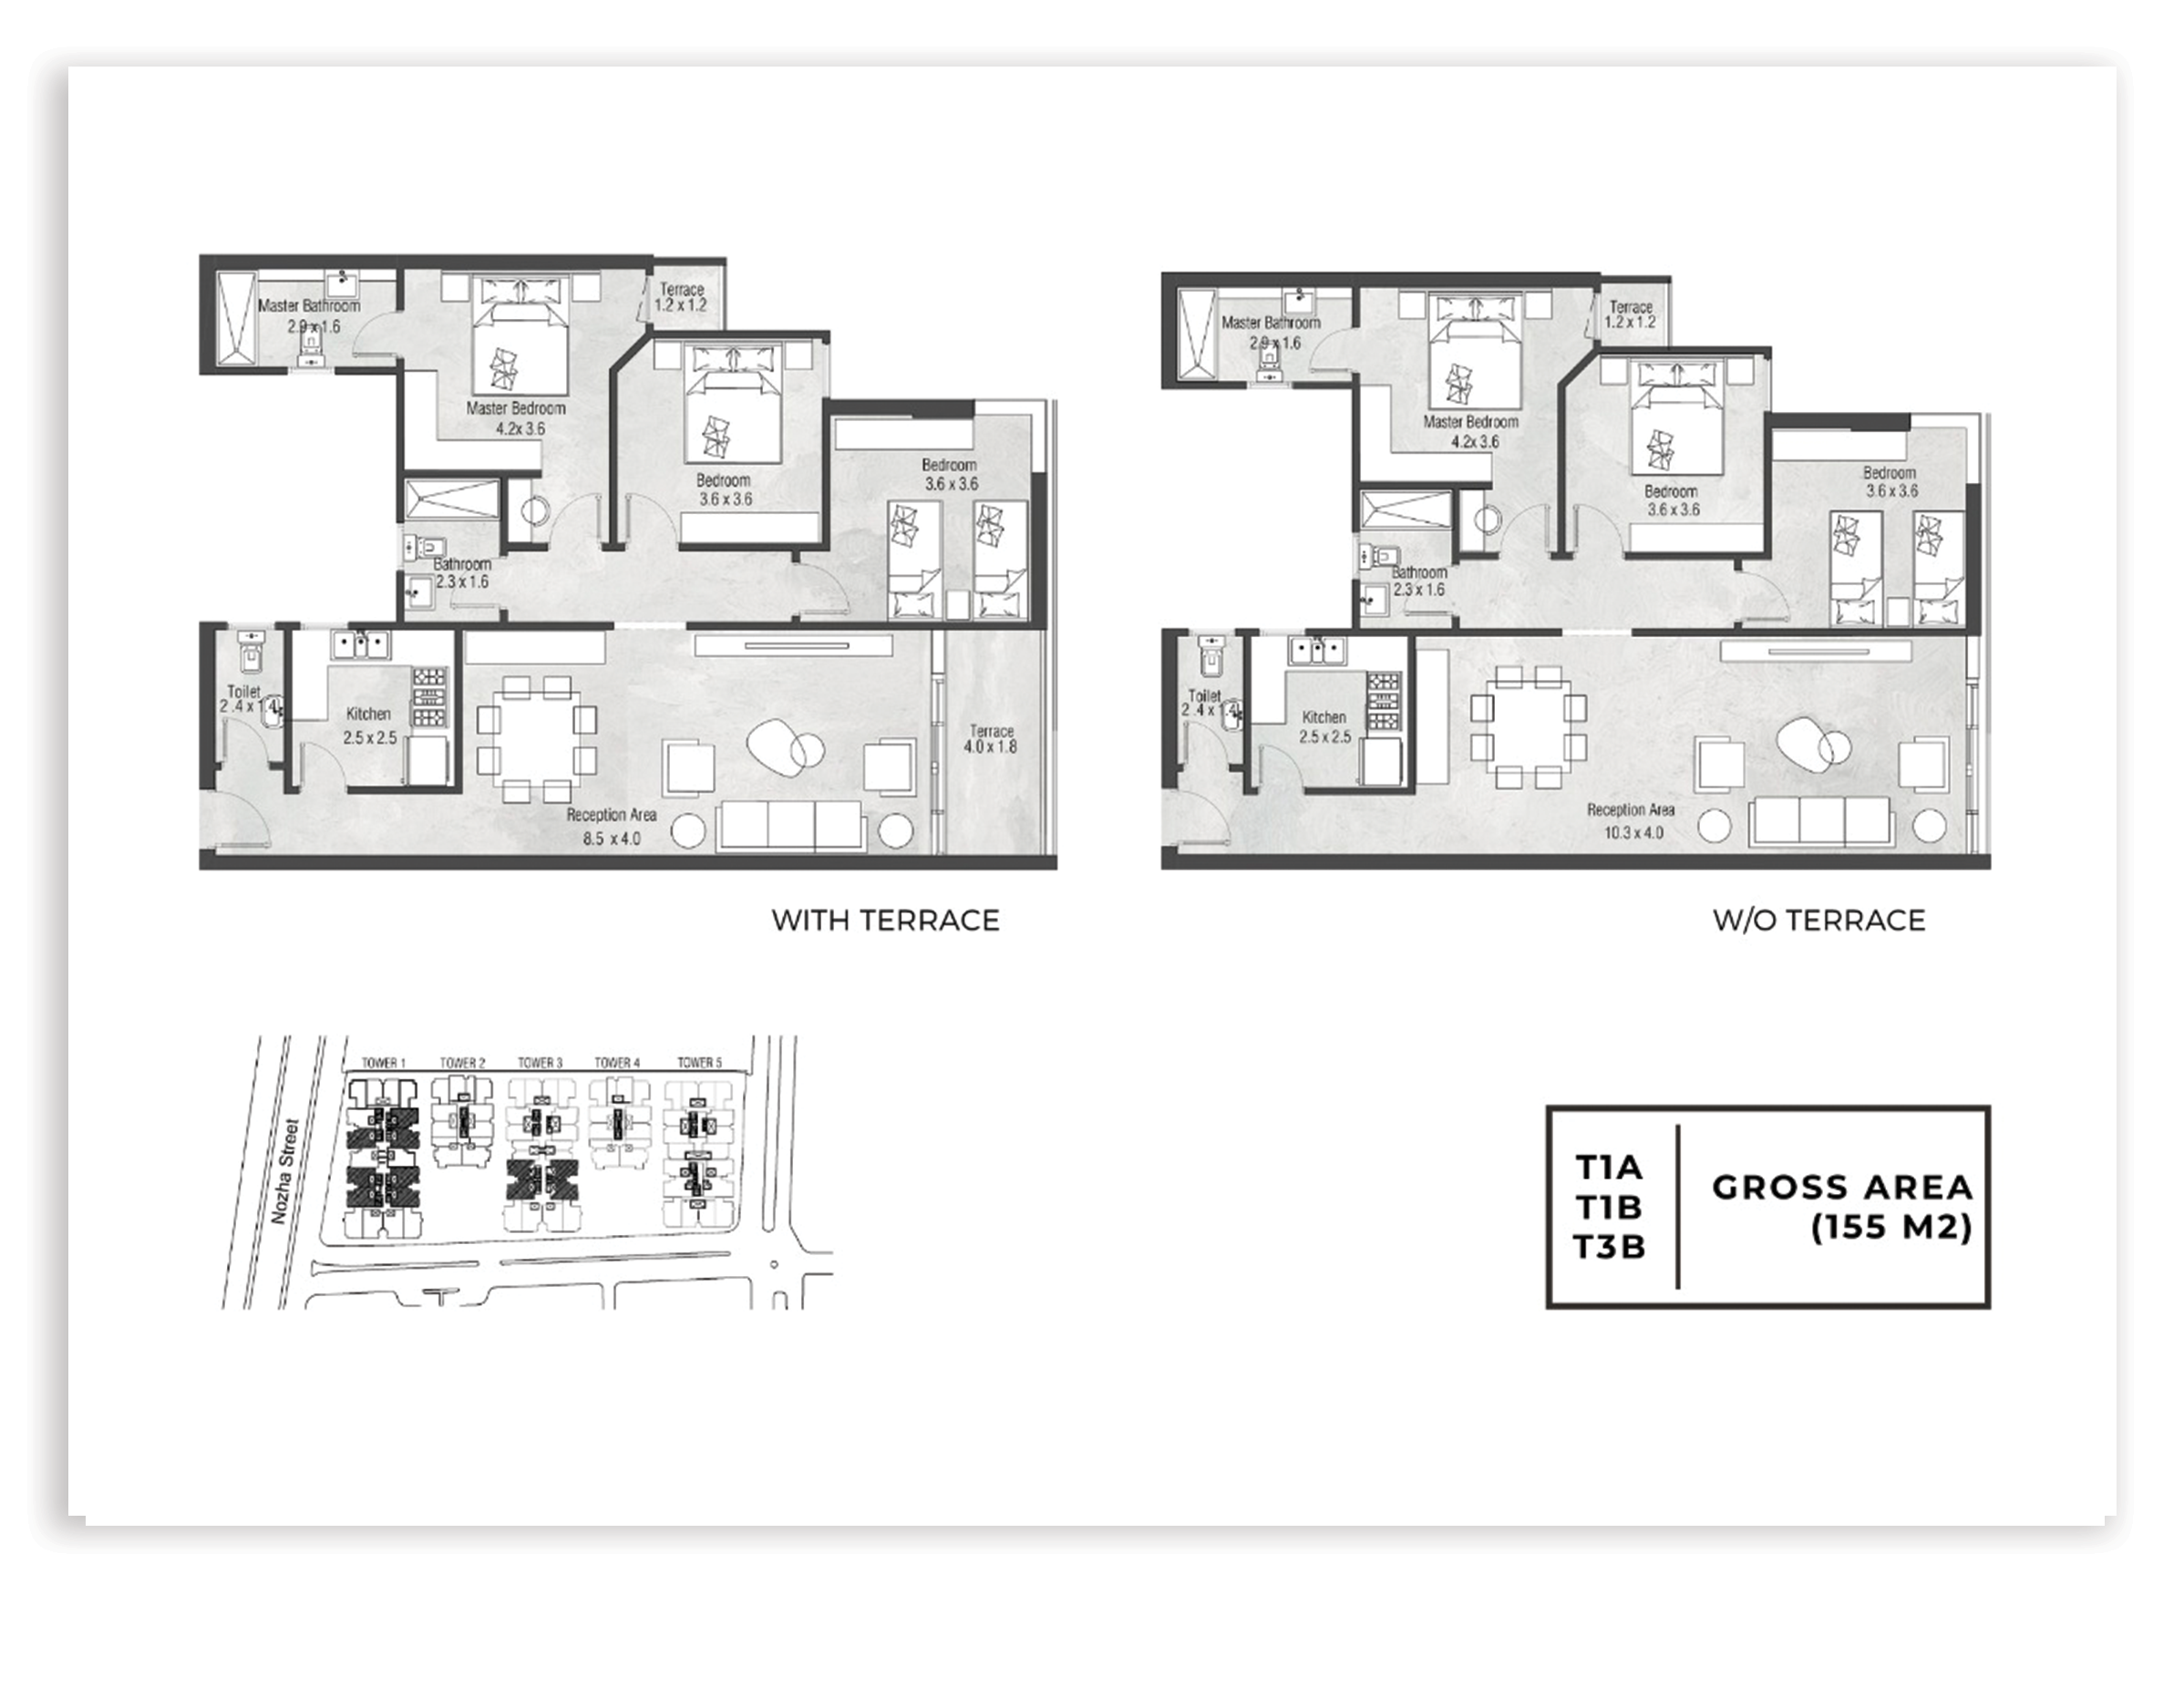 Master Bathroom
2.9 x 1.6
Terrace
1.2 x 1.2
Master Bedroom
4.2x 3.6
Bedroom
3.6 x 3.6
Bedroom
3.6 x 3.6
Bathroom
2.3 x 1.6
Toilet
2 .4 x 1.4
Kitchen
2.5 x 2.5
Terrace
4.0 x 1.8
Reception Area
8.5 x 4.0
WITH TERRACE
Master Bathroom
2.9 x 1.6
Terrace
1.2 x 1.2
Master Bedroom
4.2x 3.6
Bedroom
3.6 x 3.6
Bedroom
3.6 x 3.6
Bathroom
2.3 x 1.6
Toilet
2 .4 x 1.4
Kitchen
2.5 x 2.5
Reception Area
10.3 x 4.0
W/O TERRACE
TOWER 1
TOWER 2
TOWER 3
TOWER 4
TOWER 5
Nozha Street
T1A
T1B
T3B
GROSS AREA
(155 M2)